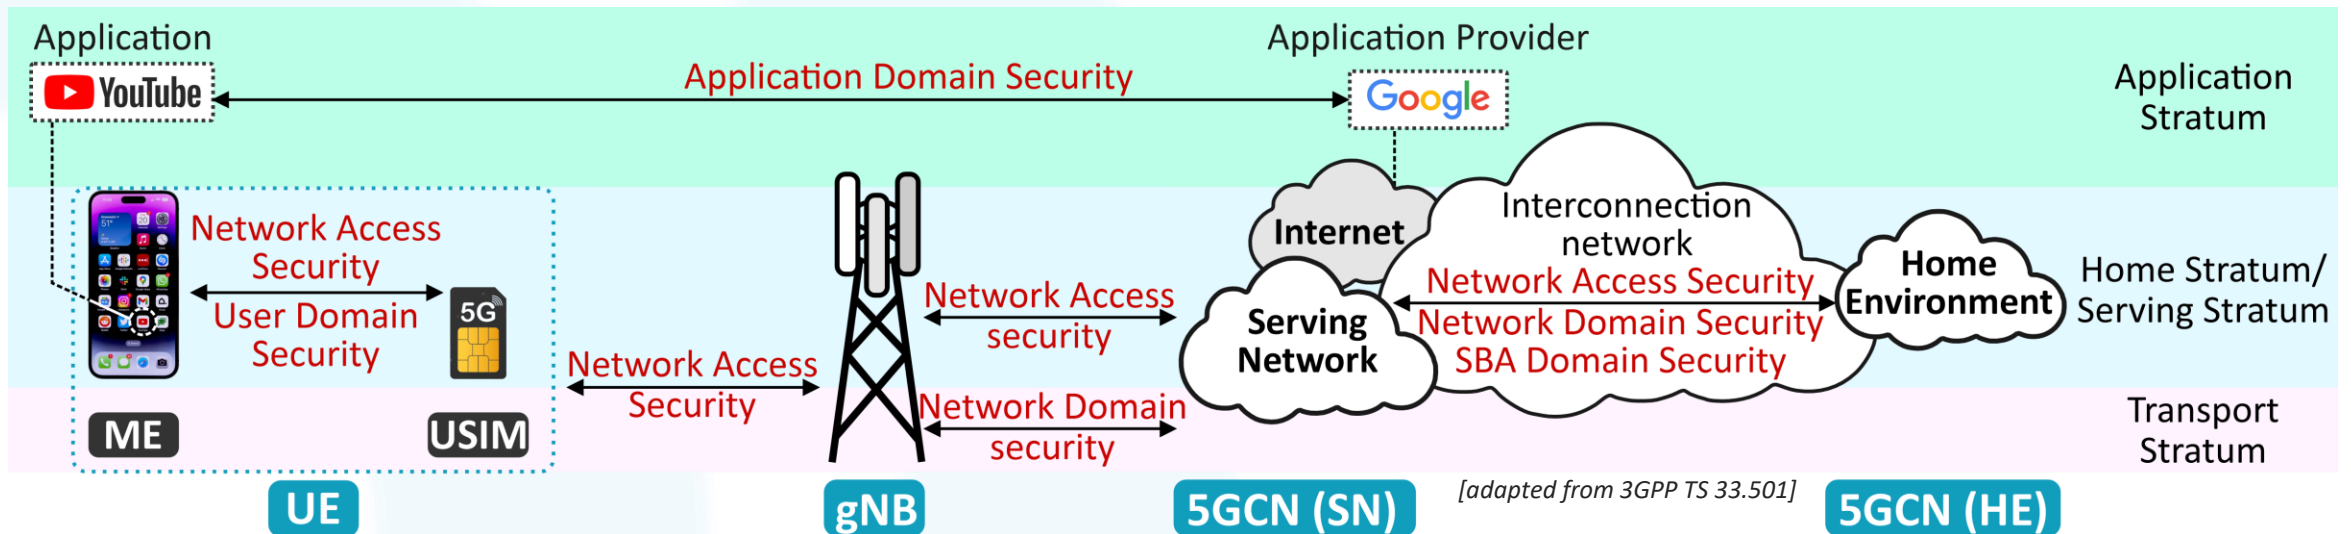 Application
YouTube
Application Domain Security
Application Provider
Google
Application
Stratum
Network Access
Security
User Domain
Security
5G
ME
USIM
Network Access
Security
Network Access
security
Network Domain
security
Internet
Serving
Network
Interconnection
network
Network Access Security
Network Domain Security
SBA Domain Security
Home
Environment
Home Stratum/
Serving Stratum
Transport
Stratum
UE
gNB
5GCN (SN)
[adapted from 3GPP TS 33.501]
5GCN (HE)